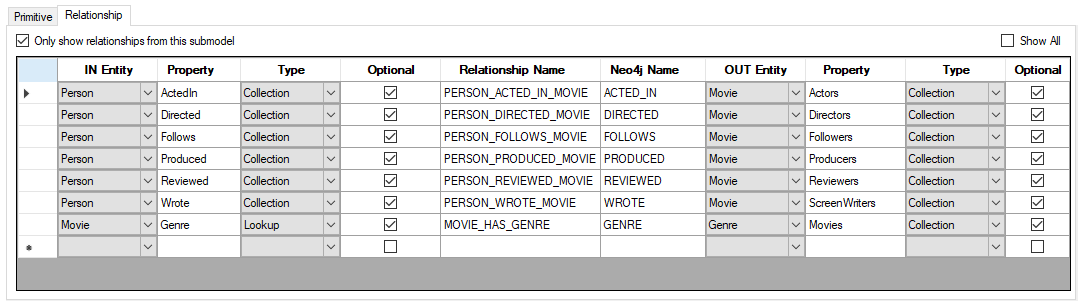 Primitive Relationship
Only show relationships from this submodel Show All
IN Entity Property Type Optional Relationship Name Neo4j Name OUT Entity Property Type Optional
Person ActedIn Collection PERSON_ACTED_IN_MOVIE ACTED_IN Movie Actors Collection
Person Directed Collection PERSON_DIRECTED_MOVIE DIRECTED Movie Directors Collection
Person Follows Collection PERSON_FOLLOWS_MOVIE FOLLOWS Movie Followers Collection
Person Produced Collection PERSON_PRODUCED_MOVIE PRODUCED Movie Producers Collection
Person Reviewed Collection PERSON_REVIEWED_MOVIE REVIEWED Movie Reviewers Collection
Person Wrote Collection PERSON_WROTE_MOVIE WROTE Movie ScreenWriters Collection
Movie Genre Lookup MOVIE_HAS_GENRE GENRE Genre Movies Collection